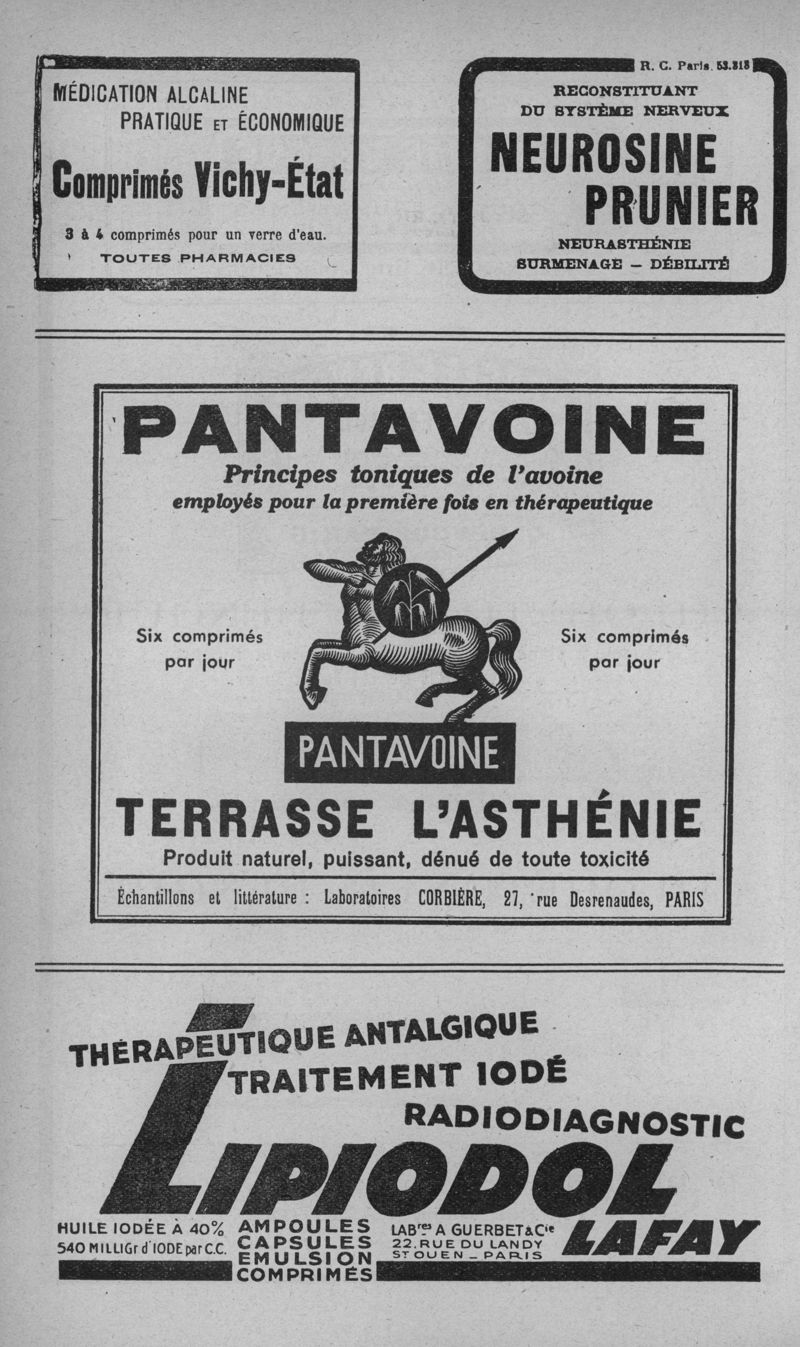 MÉDICATION ALCALINE
PRATIQUE ET ÉCONOMIQUE
Comprimés Vichy-État
3 à 4 comprimés pour un verre d'eau.
TOUTES PHARMACIES
R. C. Paris. 53.818
RECONSTITUANT
DU SYSTÈME NERVEUX
NEUROSINE
PRUNIER
NEURASTHÉNIE
SURMENAGE — DÉBILITÉ
PANTAVOINE
Principes toniques de l'avoine
employés pour la première fois en thérapeutique
Six comprimés
par jour
Six comprimés
par jour
PANTAVOINE
TERRASSE L'ASTHÉNIE
Produit naturel, puissant, dénué de toute toxicité
Échantillons et littérature : Laboratoires CORBIÈRE, 27, rue Desrenaudes, PARIS
THÉRAPEUTIQUE ANTALGIQUE
TRAITEMENT IODÉ
RADIODIAGNOSTIC
LIPIODOL
LAFAY
HUILE IODÉE À 40%
540 MILLIGr d'IODE par C.C.
AMPOULES
CAPSULES
EMULSION
COMPRIMÉS
LABres A GUERBET & Cie
22. RUE DU LANDY
ST OUEN - PARIS